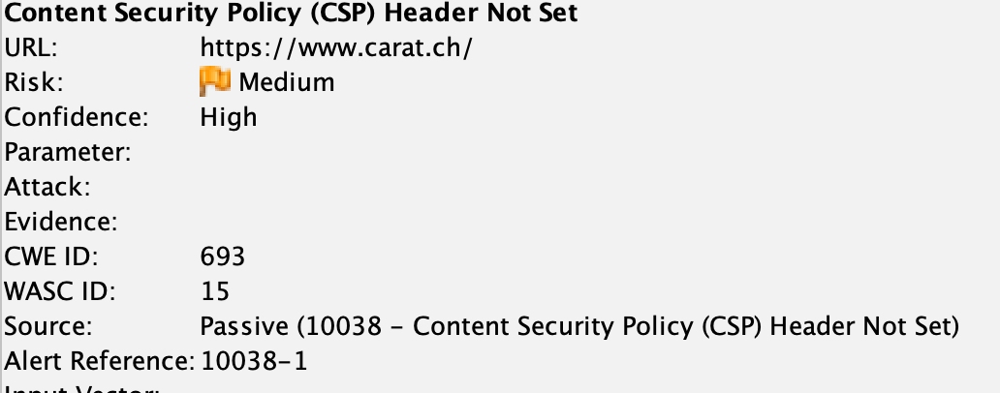 Content Security Policy (CSP) Header Not Set
URL: https://www.carat.ch/
Risk: Medium
Confidence: High
Parameter:
Attack:
Evidence:
CWE ID: 693
WASC ID: 15
Source: Passive (10038 - Content Security Policy (CSP) Header Not Set)
Alert Reference: 10038-1
Input Vector: